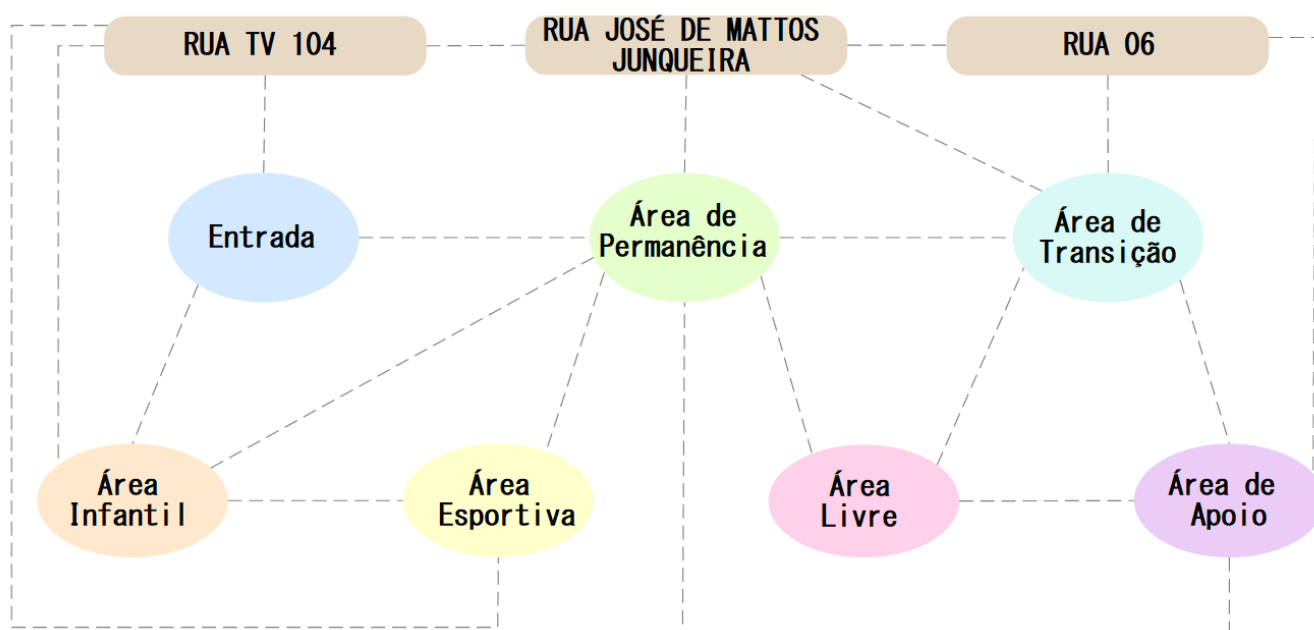 RUA TV 104
RUA JOSÉ DE MATTOS
JUNQUEIRA
RUA 06
Entrada
Área de
Permanência
Área de
Transição
Área
Infantil
Área
Esportiva
Área
Livre
Área de
Apoio